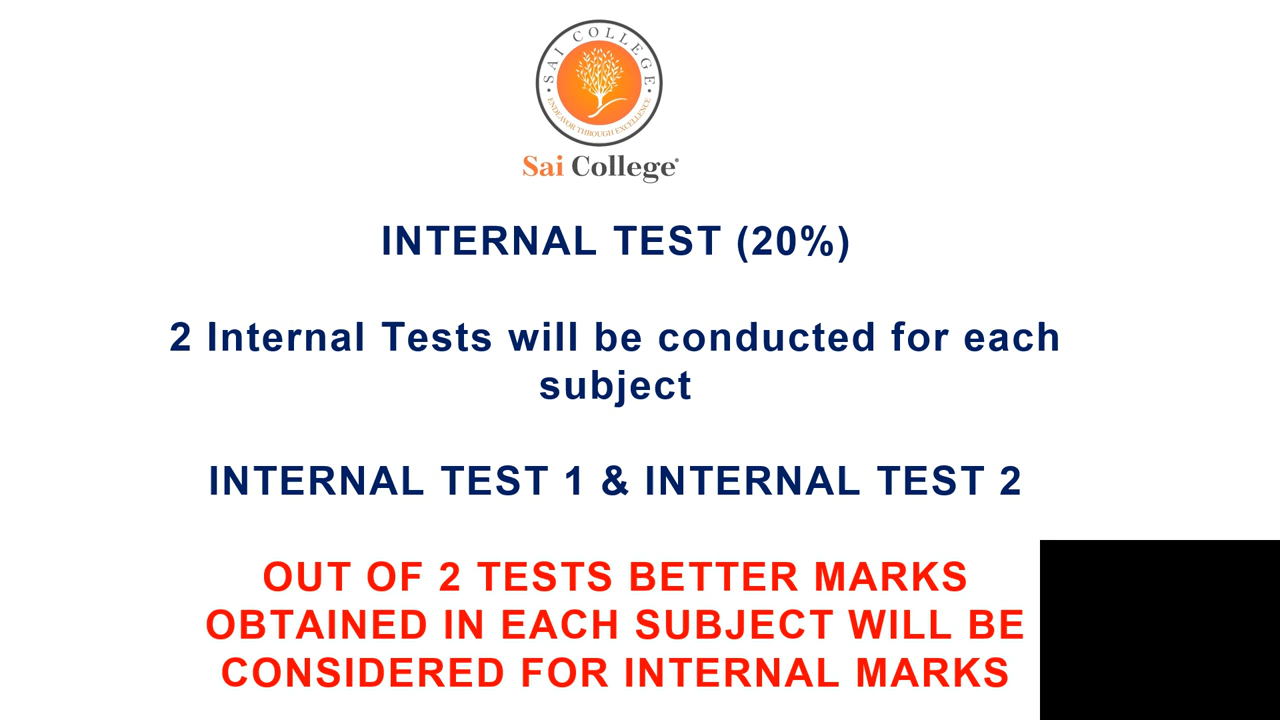 SAI COLLEGE
ENDEAVOR THROUGH EXCELLENCE
Sai College
INTERNAL TEST (20%)
2 Internal Tests will be conducted for each
subject
INTERNAL TEST 1 & INTERNAL TEST 2
OUT OF 2 TESTS BETTER MARKS
OBTAINED IN EACH SUBJECT WILL BE
CONSIDERED FOR INTERNAL MARKS